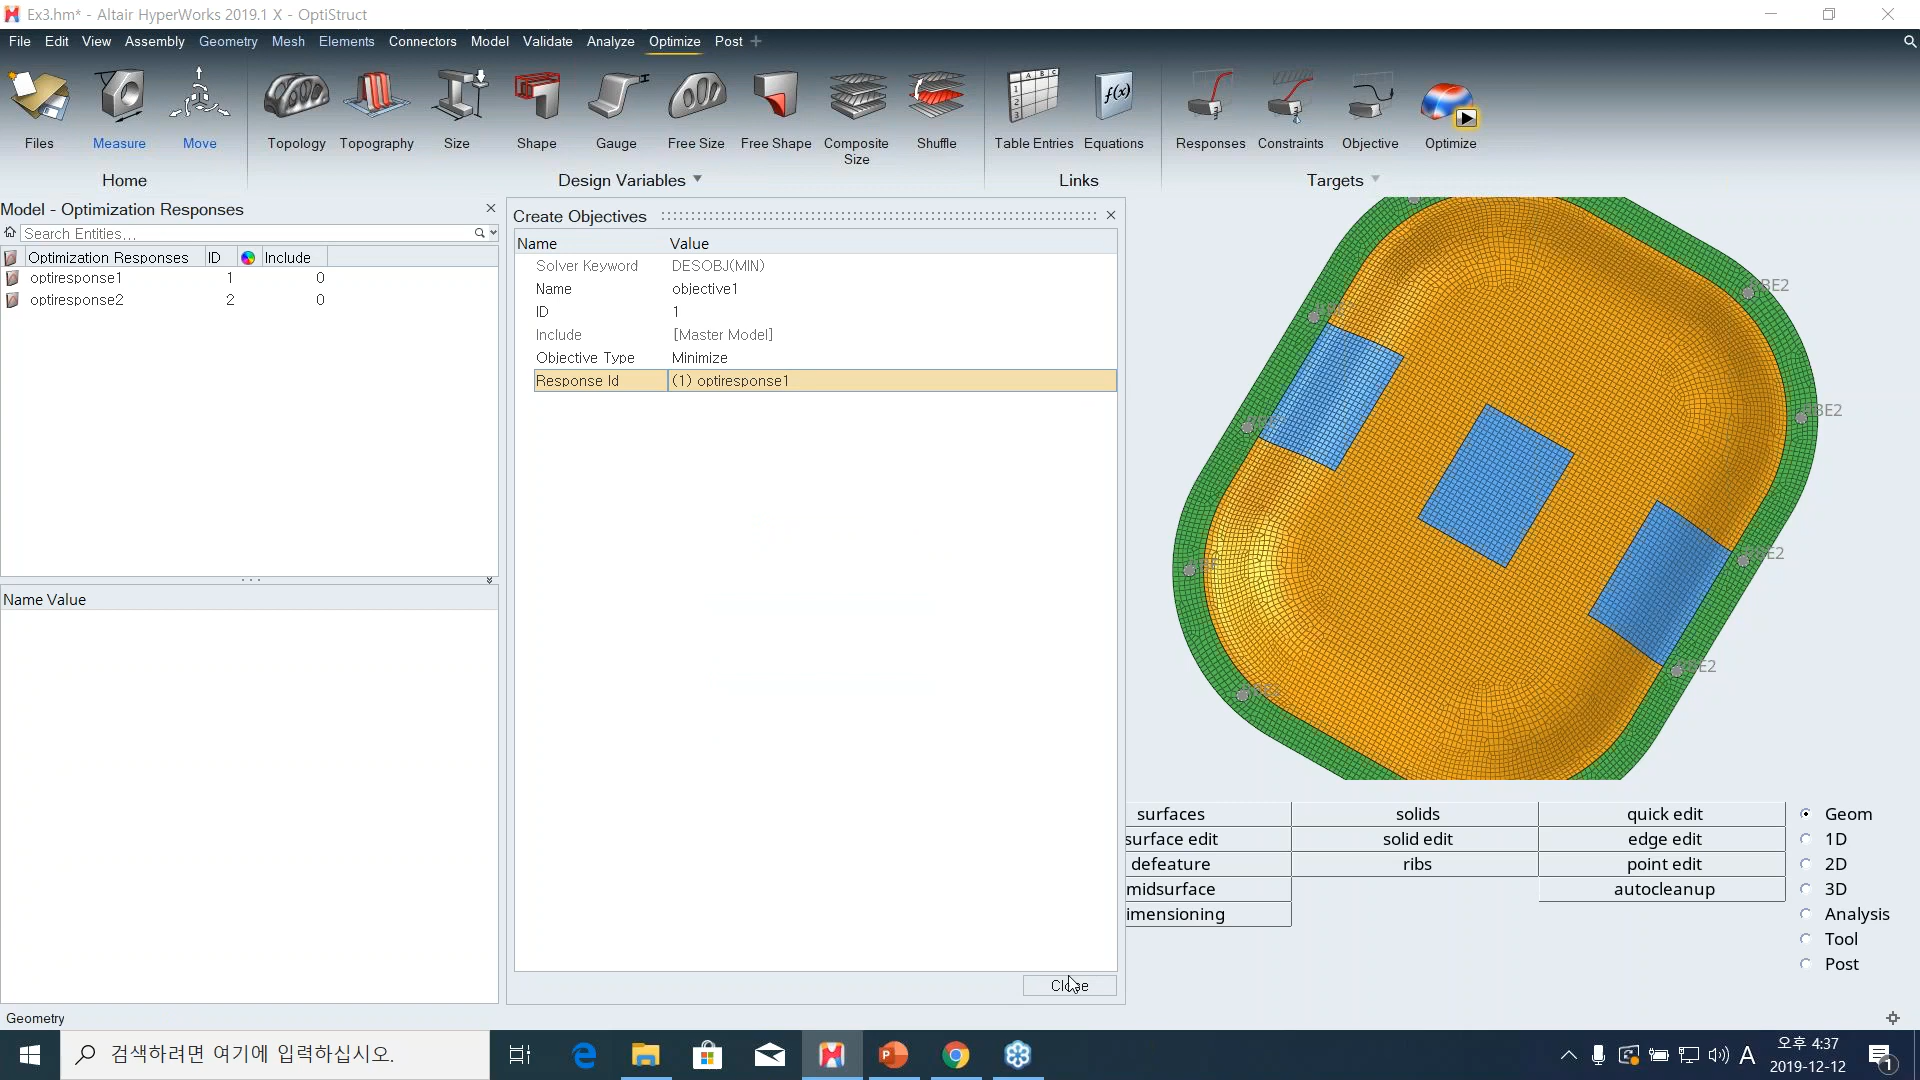 Ex3.hm* - Altair HyperWorks 2019.1 X - OptiStruct
File Edit View Assembly Geometry Mesh Elements Connectors Model Validate Analyze Optimize Post
Files Measure Move Topology Topography Size Shape Gauge Free Size Free Shape Composite Size Shuffle Table Entries Equations Responses Constraints Objective Optimize
Home Design Variables Links Targets
Model - Optimization Responses
Search Entities...
Optimization Responses ID Include
optiresponse1 1 0
optiresponse2 2 0
Name Value
Create Objectives
Name Value
Solver Keyword DESOBJ(MIN)
Name objective1
ID 1
Include [Master Model]
Objective Type Minimize
Response Id (1) optiresponse1
Close
RBE2
RBE2
RBE2
RBE2
surfaces solids quick edit Geom
surface edit solid edit edge edit 1D
defeature ribs point edit 2D
midsurface autocleanup 3D
imensioning Analysis
Tool
Post
Geometry
검색하려면 여기에 입력하십시오.
A
오후 4:37
2019-12-12
1